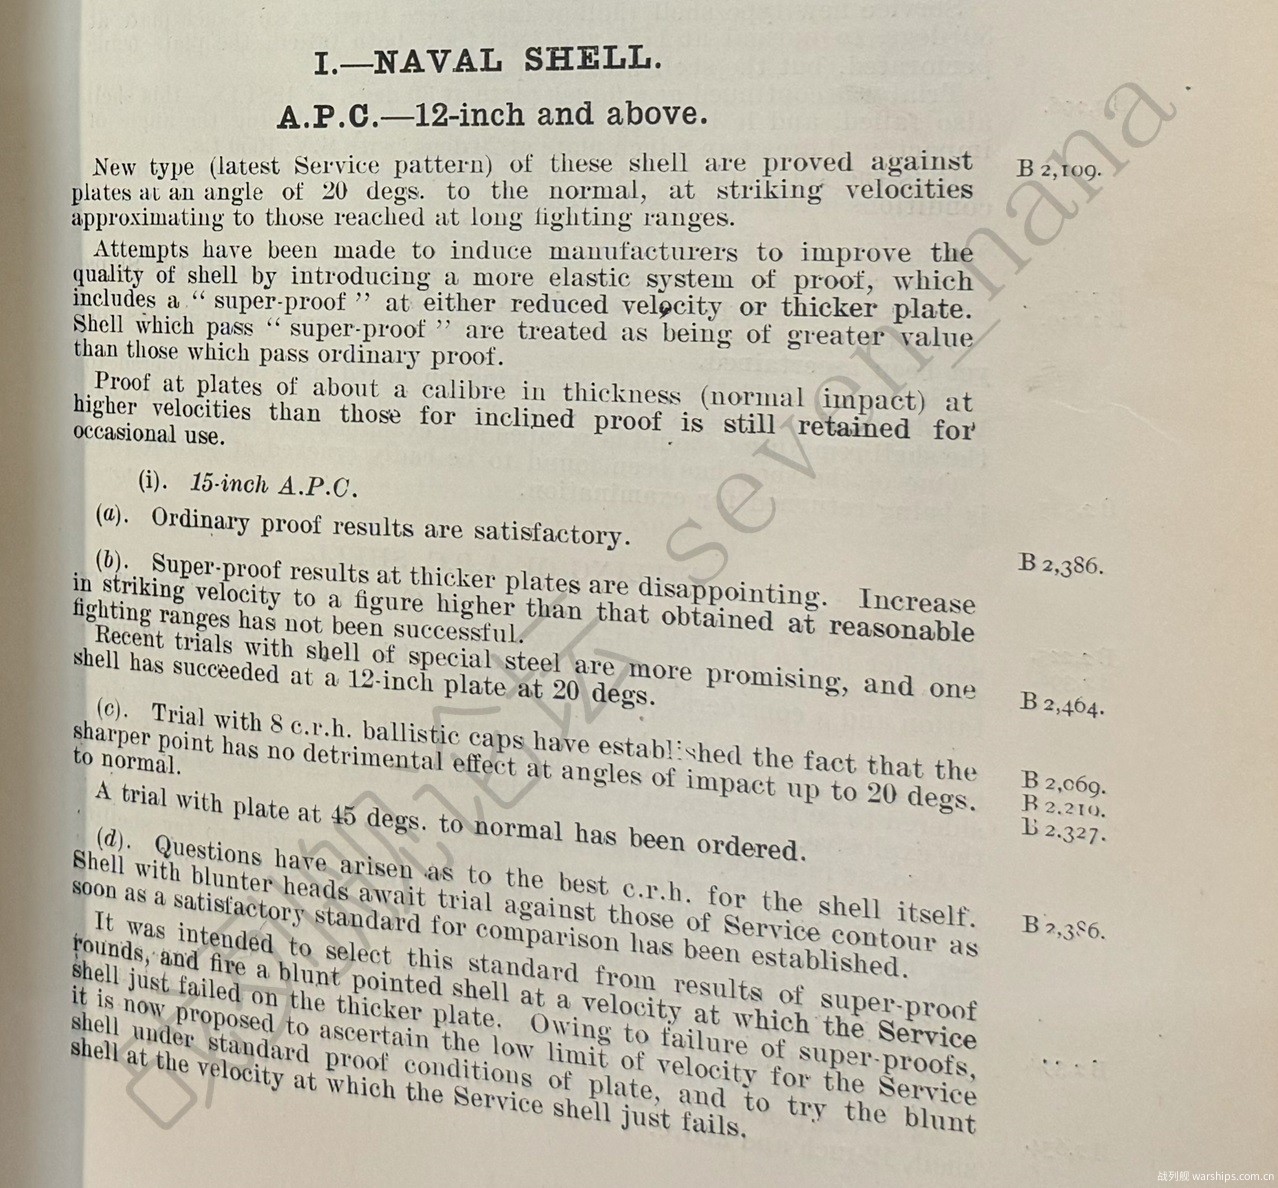 I.—NAVAL SHELL.
A.P.C.—12-inch and above.
New type (latest Service pattern) of these shell are proved against
B 2,109.
plates at an angle of 20 degs. to the normal, at striking velocities
approximating to those reached at long fighting ranges.
Attempts have been made to induce manufacturers to improve the
quality of shell by introducing a more elastic system of proof, which
includes a “ super-proof ” at either reduced velocity or thicker plate.
Shell which pass “ super-proof ” are treated as being of greater value
than those which pass ordinary proof.
Proof at plates of about a calibre in thickness (normal impact) at
higher velocities than those for inclined proof is still retained for
occasional use.
(i). 15-inch A.P.C.
(a). Ordinary proof results are satisfactory.
(b). Super-proof results at thicker plates are disappointing. Increase
B 2,386.
in striking velocity to a figure higher than that obtained at reasonable
fighting ranges has not been successful.
Recent trials with shell of special steel are more promising, and one
B 2,464.
shell has succeeded at a 12-inch plate at 20 degs.
(c). Trial with 8 c.r.h. ballistic caps have established the fact that the
B 2,069.
sharper point has no detrimental effect at angles of impact up to 20 degs.
B 2,219.
to normal.
B 2,327.
A trial with plate at 45 degs. to normal has been ordered.
(d). Questions have arisen as to the best c.r.h. for the shell itself.
B 2,386.
Shell with blunter heads await trial against those of Service contour as
soon as a satisfactory standard for comparison has been established.
It was intended to select this standard from results of super-proof
rounds, and fire a blunt pointed shell at a velocity at which the Service
shell just failed on the thicker plate. Owing to failure of super-proofs,
it is now proposed to ascertain the low limit of velocity for the Service
shell under standard proof conditions of plate, and to try the blunt
shell at the velocity at which the Service shell just fails.
seven_nana
战列舰 warships.com.cn